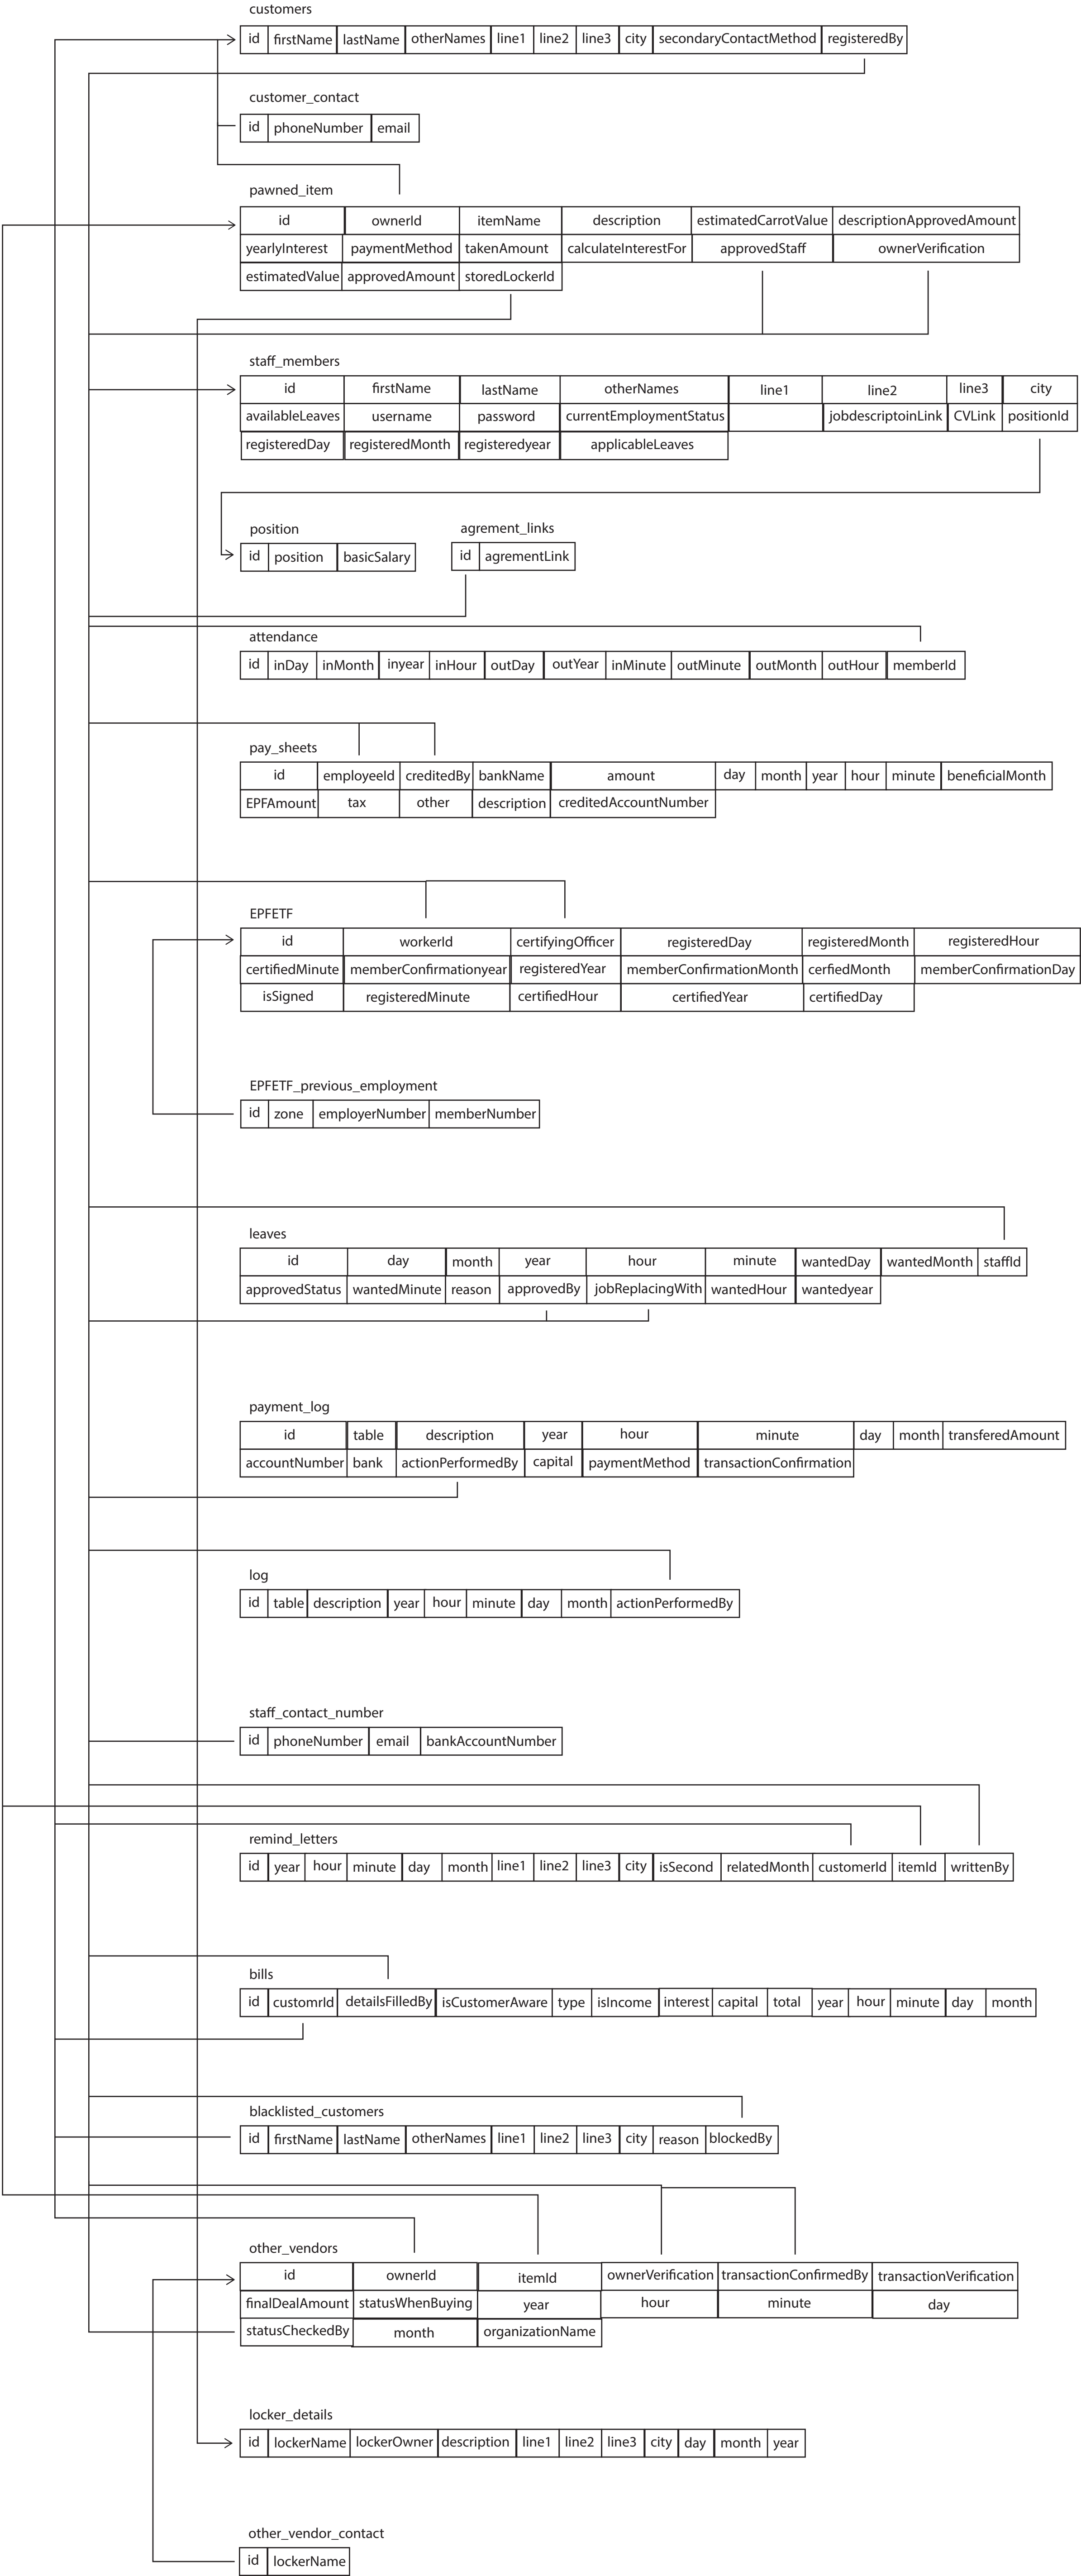 customers
id firstName lastName otherNames line1 line2 line3 city secondaryContactMethod registeredBy
customer_contact
id phoneNumber email
pawned_item
id ownerId itemName description estimatedCarrotValue descriptionApprovedAmount
yearlyInterest paymentMethod takenAmount calculateInterestFor approvedStaff ownerVerification
estimatedValue approvedAmount storedLockerId
staff_members
id firstName lastName otherNames line1 line2 line3 city
availableLeaves username password currentEmploymentStatus jobdescriptoinLink CVLink positionId
registeredDay registeredMonth registeredyear applicableLeaves
position agrement_links
id position basicSalary id agrementLink
attendance
id inDay inMonth inyear inHour outDay outYear inMinute outMinute outMonth outHour memberId
pay_sheets
id employeeId creditedBy bankName amount day month year hour minute beneficialMonth
EPFAmount tax other description creditedAccountNumber
EPFETF
id workerId certifyingOfficer registeredDay registeredMonth registeredHour
certifiedMinute memberConfirmationyear registeredYear memberConfirmationMonth cerfiedMonth memberConfirmationDay
isSigned registeredMinute certifiedHour certifiedYear certifiedDay
EPFETF_previous_employment
id zone employerNumber memberNumber
leaves
id day month year hour minute wantedDay wantedMonth staffId
approvedStatus wantedMinute reason approvedBy jobReplacingWith wantedHour wantedyear
payment_log
id table description year hour minute day month transferedAmount
accountNumber bank actionPerformedBy capital paymentMethod transactionConfirmation
log
id table description year hour minute day month actionPerformedBy
staff_contact_number
id phoneNumber email bankAccountNumber
remind_letters
id year hour minute day month line1 line2 line3 city isSecond relatedMonth customerId itemId writtenBy
bills
id customrId detailsFilledBy isCustomerAware type isIncome interest capital total year hour minute day month
blacklisted_customers
id firstName lastName otherNames line1 line2 line3 city reason blockedBy
other_vendors
id ownerId itemId ownerVerification transactionConfirmedBy transactionVerification
finalDealAmount statusWhenBuying year hour minute day
statusCheckedBy month organizationName
locker_details
id lockerName lockerOwner description line1 line2 line3 city day month year
other_vendor_contact
id lockerName